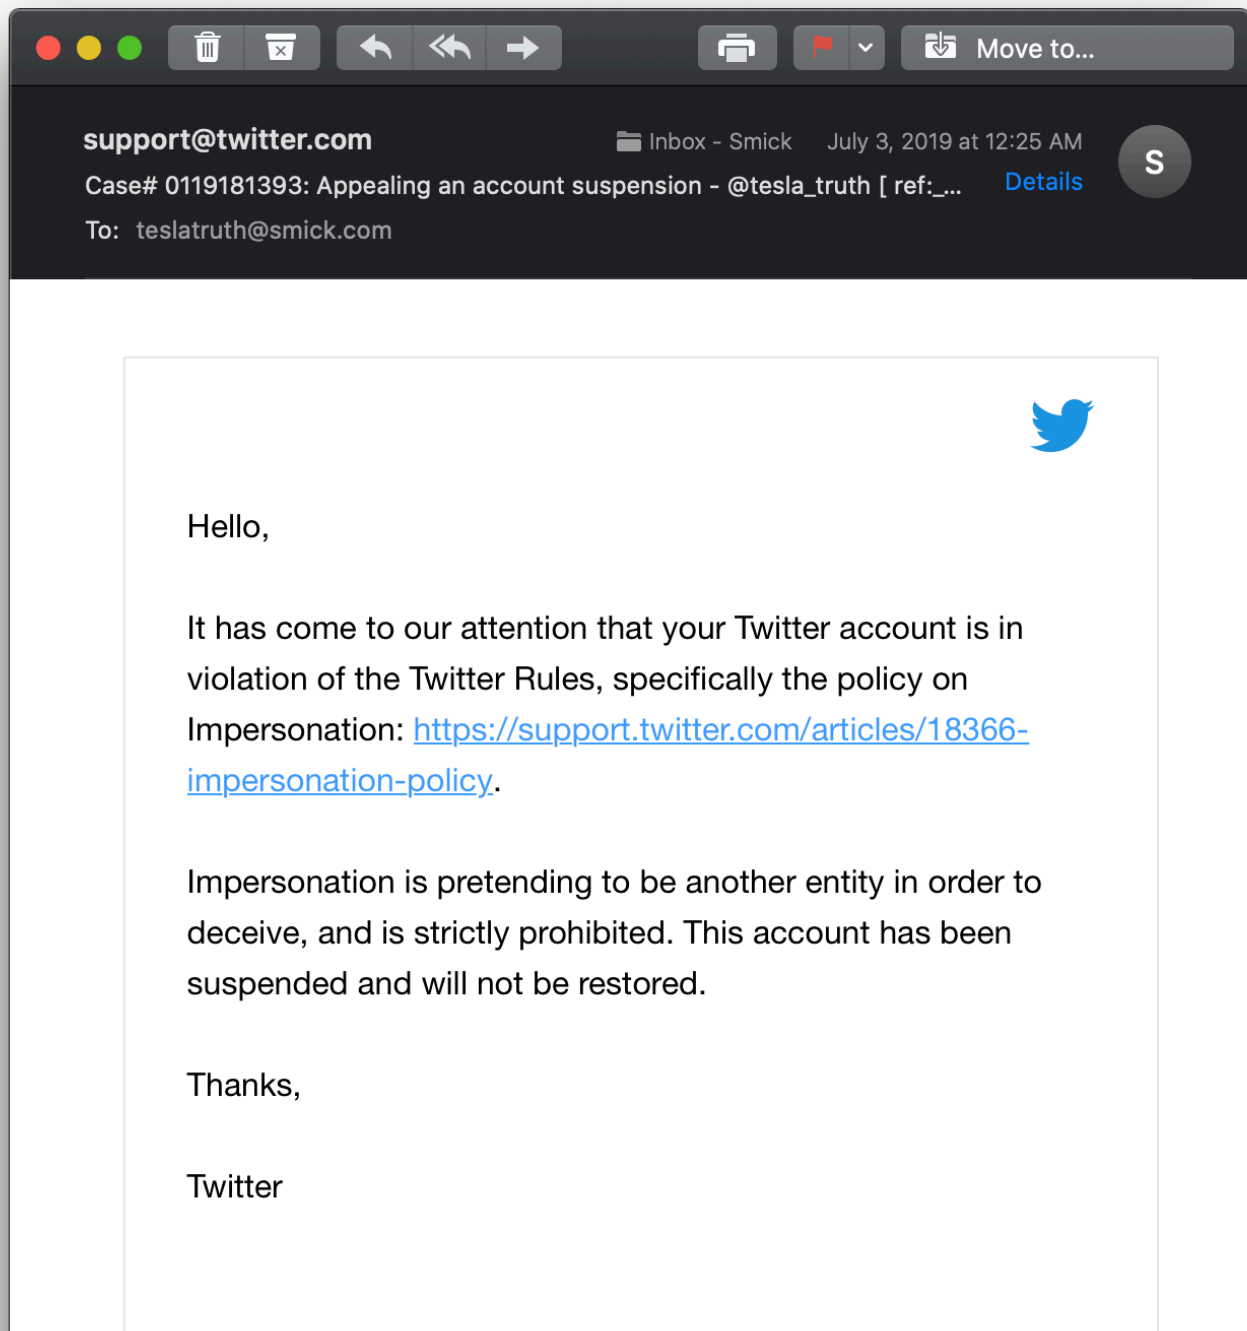 Move to...
support@twitter.com
Inbox - Smick July 3, 2019 at 12:25 AM
S
Case# 0119181393: Appealing an account suspension - @tesla_truth [ ref:_...
Details
To: teslatruth@smick.com
Hello,
It has come to our attention that your Twitter account is in
violation of the Twitter Rules, specifically the policy on
Impersonation: https://support.twitter.com/articles/18366-
impersonation-policy.
Impersonation is pretending to be another entity in order to
deceive, and is strictly prohibited. This account has been
suspended and will not be restored.
Thanks,
Twitter